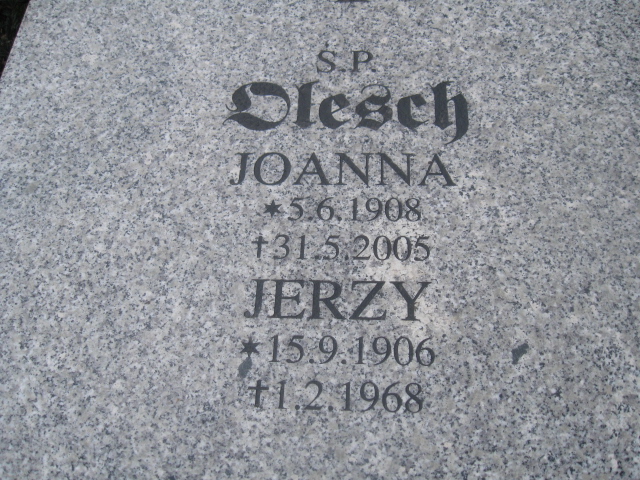 Ś.P.
Olesch
JOANNA
✶5.6.1908
†31.5.2005
JERZY
✶15.9.1906
†1.2.1968